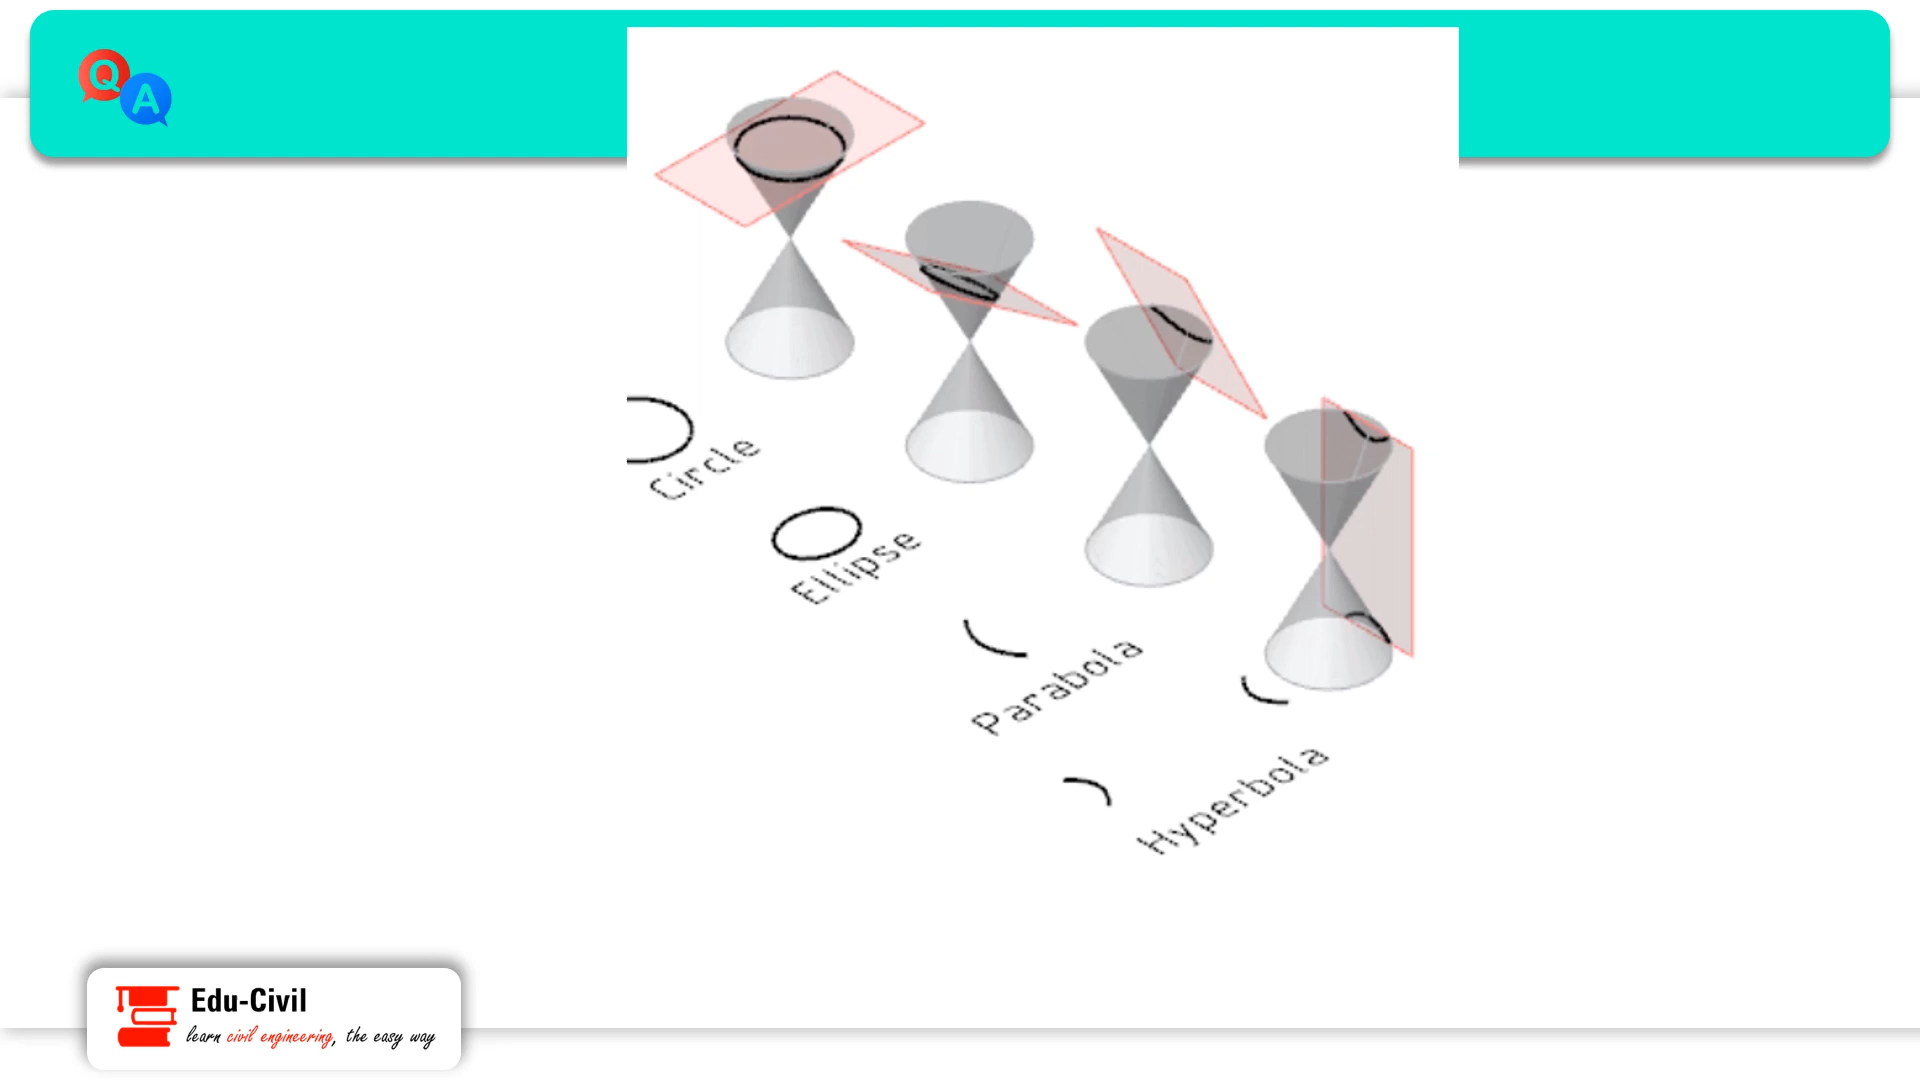 Q
A
Circle
Ellipse
Parabola
Hyperbola
Edu-Civil
learn civil engineering, the easy way